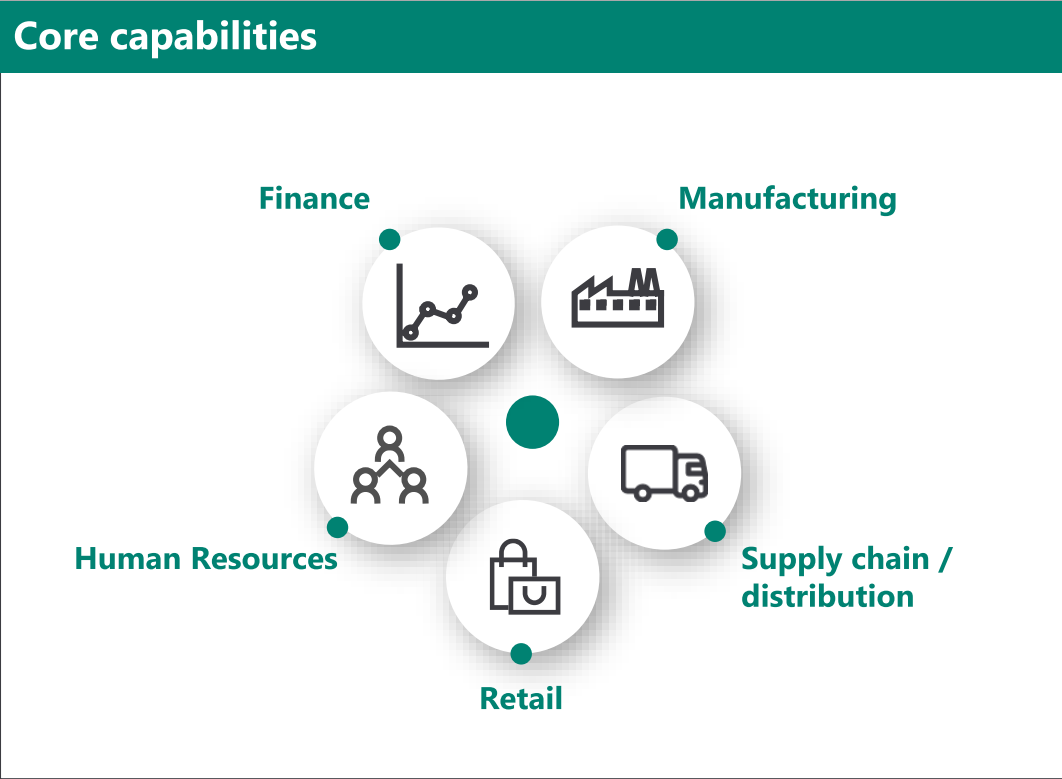 Core capabilities
Finance
Manufacturing
Human Resources
Supply chain /
distribution
Retail